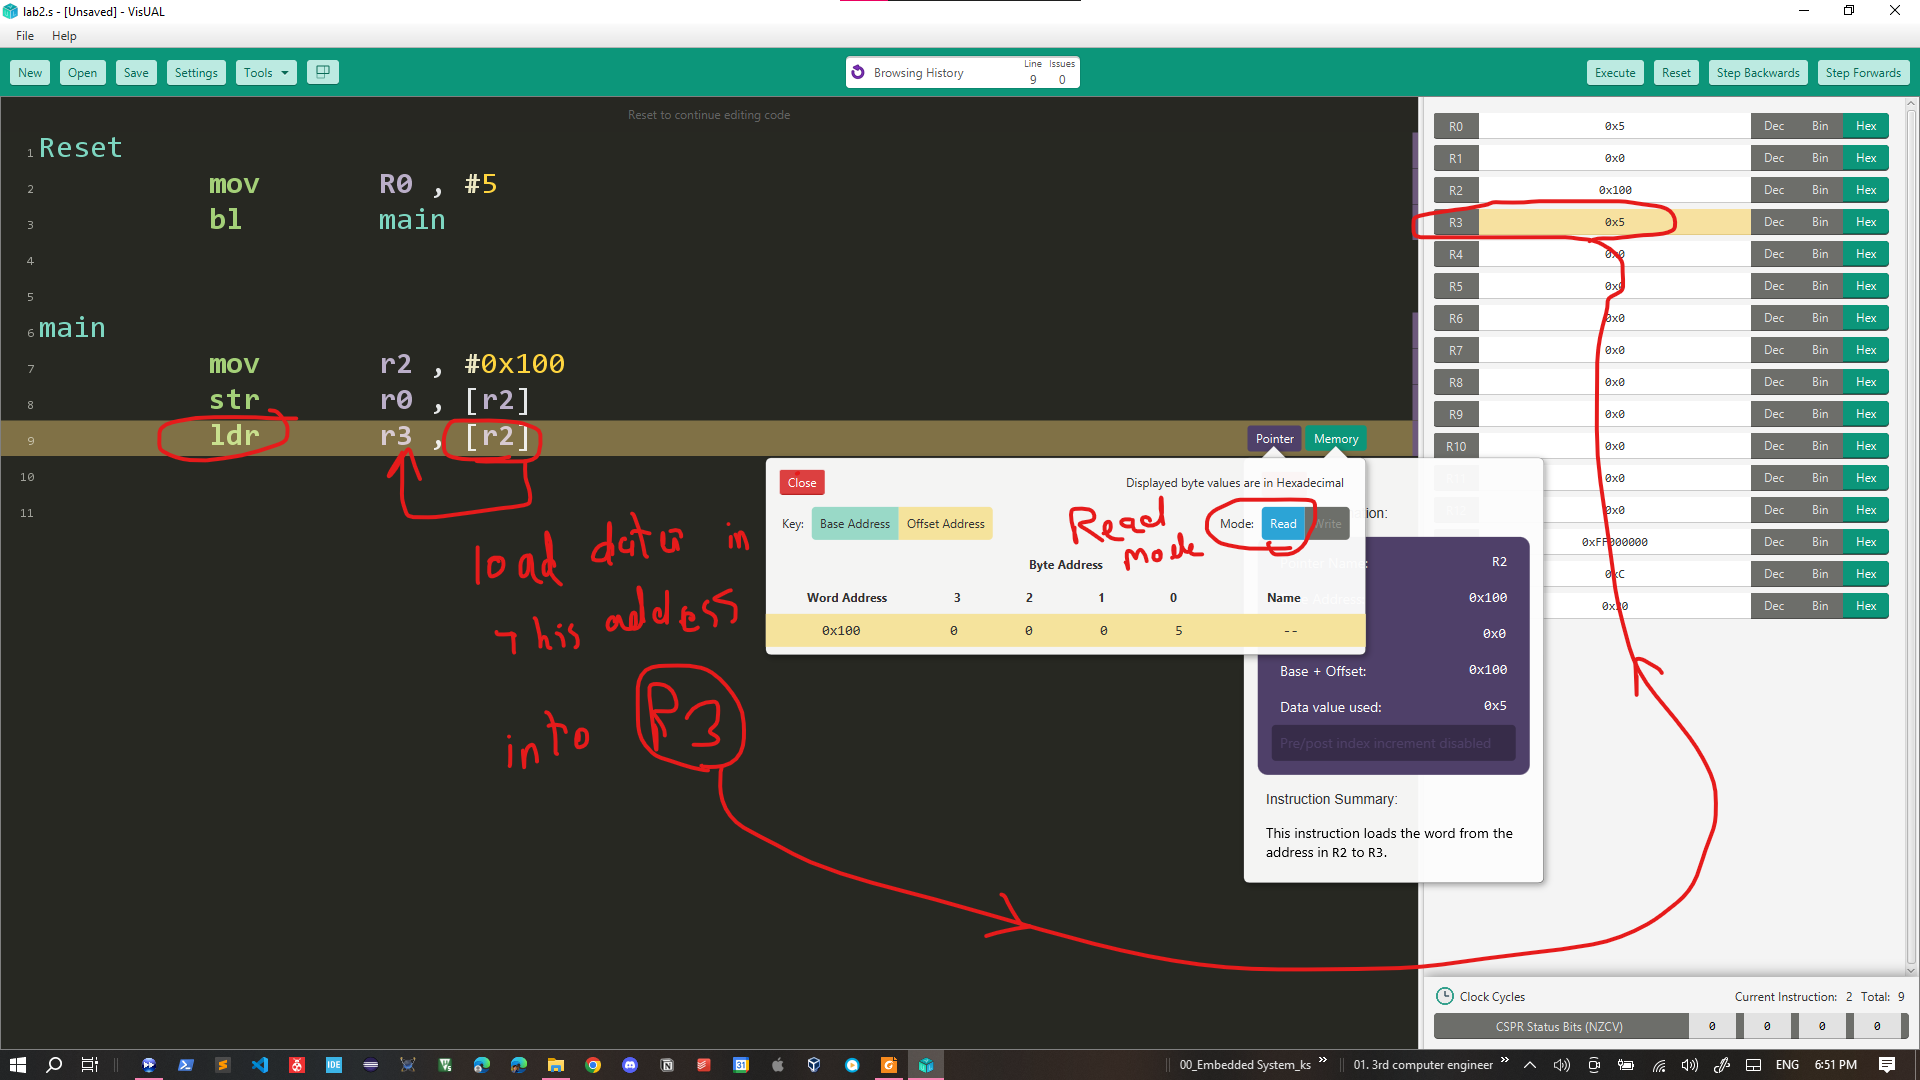 lab2.s - [Unsaved] - VisUAL
File Help
New Open Save Settings Tools
Browsing History
Line Issues
9 0
Execute Reset Step Backwards Step Forwards
Reset to continue editing code
1 Reset
2 mov R0 , #5
3 bl main
4
5
6 main
7 mov r2 , #0x100
8 str r0 , [r2]
9 ldr r3 , [r2]
10
11
Pointer Memory
Close
Displayed byte values are in Hexadecimal
Key: Base Address Offset Address
Read
mode
Mode: Read Write
Byte Address
Word Address 3 2 1 0 Name
0x100 0 0 0 5 --
load data in
this address
into R3
Pointer Name: R2
0x100
0x0
Base + Offset: 0x100
Data value used: 0x5
Pre/post index increment disabled
Instruction Summary:
This instruction loads the word from the
address in R2 to R3.
R0 0x5 Dec Bin Hex
R1 0x0 Dec Bin Hex
R2 0x100 Dec Bin Hex
R3 0x5 Dec Bin Hex
R4 0x0 Dec Bin Hex
R5 0x0 Dec Bin Hex
R6 0x0 Dec Bin Hex
R7 0x0 Dec Bin Hex
R8 0x0 Dec Bin Hex
R9 0x0 Dec Bin Hex
R10 0x0 Dec Bin Hex
0x0 Dec Bin Hex
0x0 Dec Bin Hex
0xFF000000 Dec Bin Hex
0xC Dec Bin Hex
Dec Bin Hex
Clock Cycles Current Instruction: 2 Total: 9
CSPR Status Bits (NZCV) 0 0 0 0
00_Embedded System_ks 01. 3rd computer engineer ENG 6:51 PM